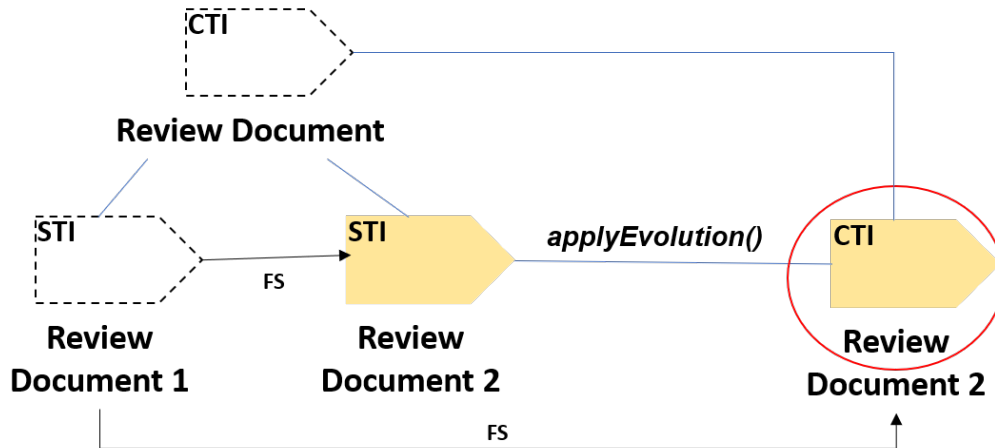 CTI
Review Document
STI
STI
applyEvolution()
CTI
FS
Review
Document 1
Review
Document 2
Review
Document 2
FS